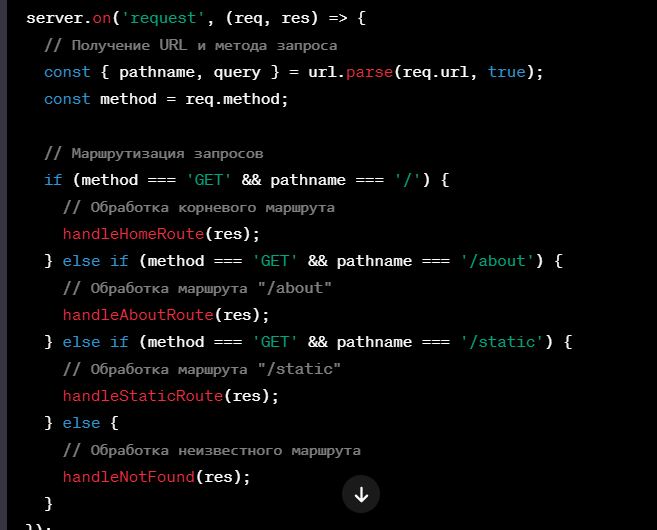 server.on('request', (req, res) => {
// Получение URL и метода запроса
const { pathname, query } = url.parse(req.url, true);
const method = req.method;
// Маршрутизация запросов
if (method === 'GET' && pathname === '/') {
// Обработка корневого маршрута
handleHomeRoute(res);
} else if (method === 'GET' && pathname === '/about') {
// Обработка маршрута "/about"
handleAboutRoute(res);
} else if (method === 'GET' && pathname === '/static') {
// Обработка маршрута "/static"
handleStaticRoute(res);
} else {
// Обработка неизвестного маршрута
handleNotFound(res);
}
});